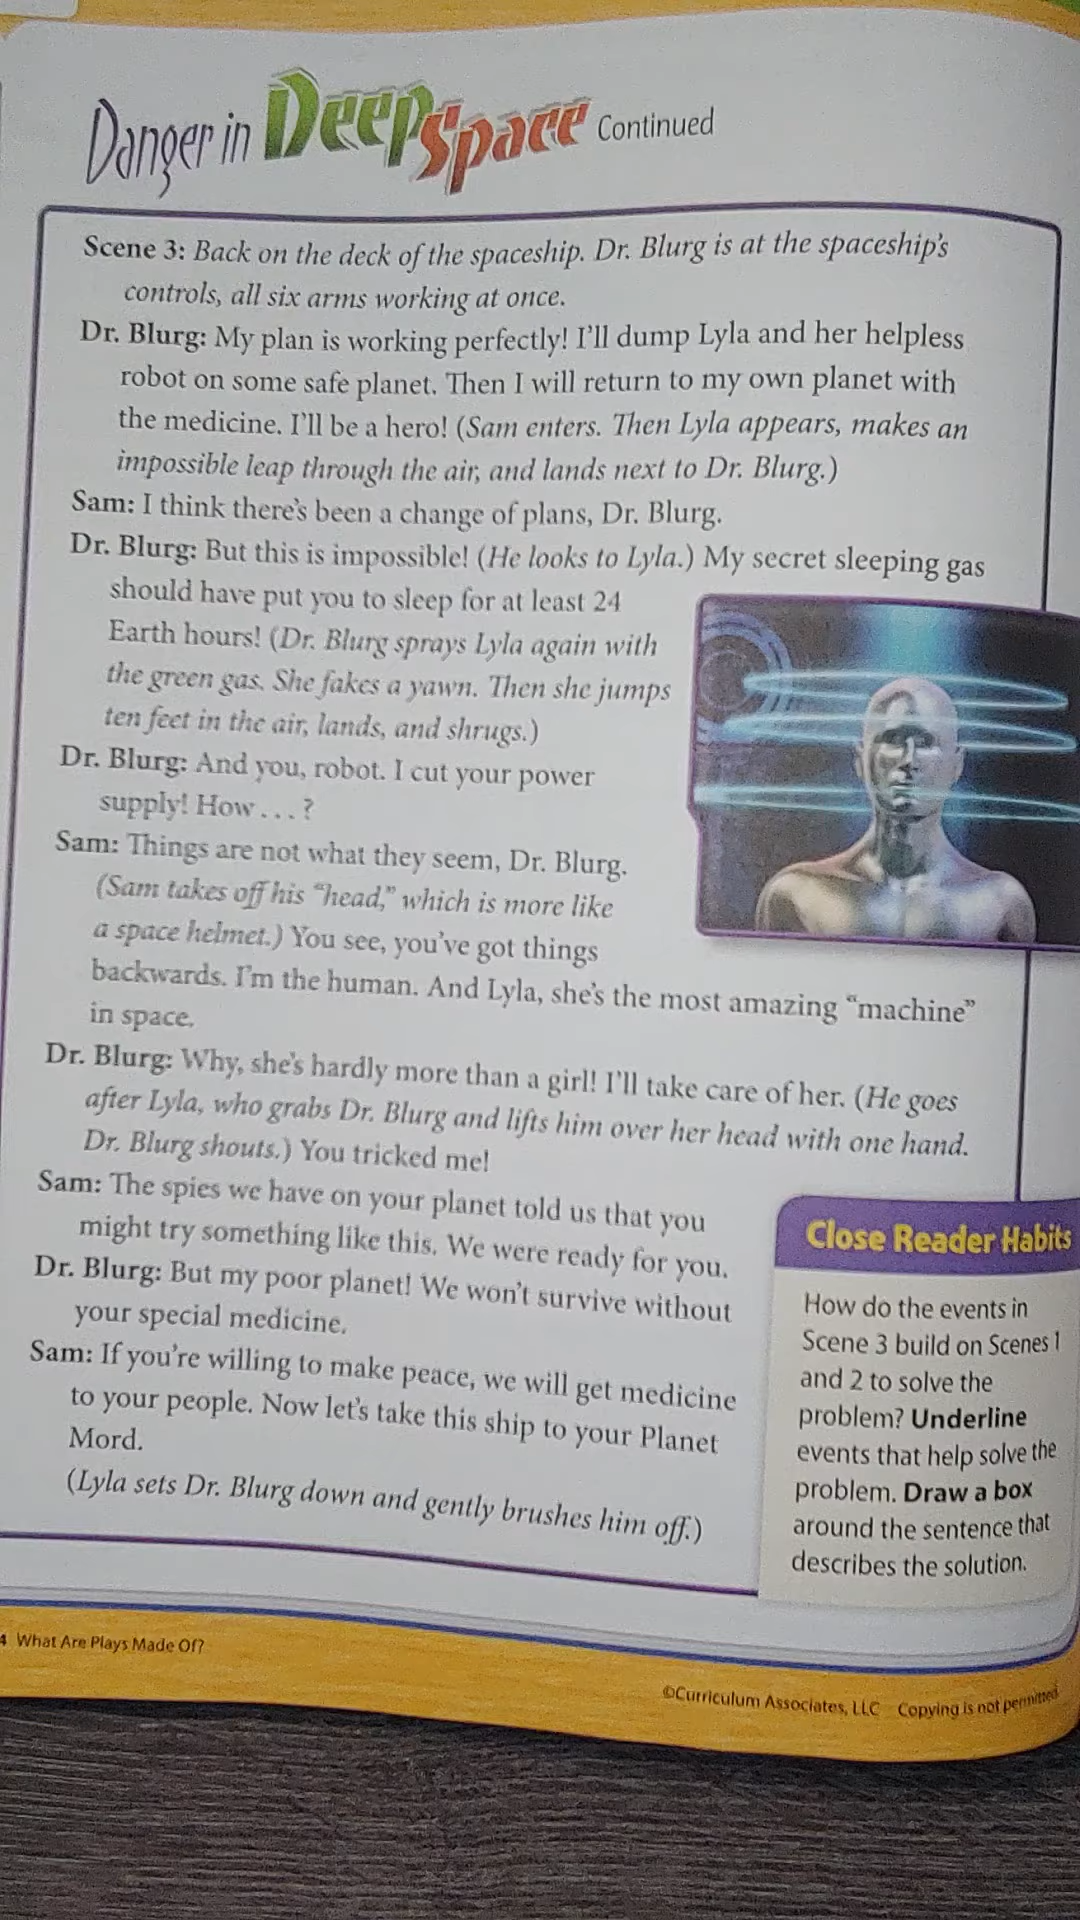 Danger in Deep Space Continued
Scene 3: Back on the deck of the spaceship. Dr. Blurg is at the spaceship's
controls, all six arms working at once.
Dr. Blurg: My plan is working perfectly! I'll dump Lyla and her helpless
robot on some safe planet. Then I will return to my own planet with
the medicine. I'll be a hero! (Sam enters. Then Lyla appears, makes an
impossible leap through the air, and lands next to Dr. Blurg.)
Sam: I think there's been a change of plans, Dr. Blurg.
Dr. Blurg: But this is impossible! (He looks to Lyla.) My secret sleeping gas
should have put you to sleep for at least 24
Earth hours! (Dr. Blurg sprays Lyla again with
the green gas. She fakes a yawn. Then she jumps
ten feet in the air, lands, and shrugs.)
Dr. Blurg: And you, robot. I cut your power
supply! How . . . ?
Sam: Things are not what they seem, Dr. Blurg.
(Sam takes off his “head,” which is more like
a space helmet.) You see, you've got things
backwards. I'm the human. And Lyla, she's the most amazing “machine”
in space.
Dr. Blurg: Why, she's hardly more than a girl! I'll take care of her. (He goes
after Lyla, who grabs Dr. Blurg and lifts him over her head with one hand.
Dr. Blurg shouts.) You tricked me!
Sam: The spies we have on your planet told us that you
might try something like this. We were ready for you.
Dr. Blurg: But my poor planet! We won't survive without
your special medicine.
Sam: If you're willing to make peace, we will get medicine
to your people. Now let's take this ship to your Planet
Mord.
(Lyla sets Dr. Blurg down and gently brushes him off.)
Close Reader Habits
How do the events in
Scene 3 build on Scenes 1
and 2 to solve the
problem? Underline
events that help solve the
problem. Draw a box
around the sentence that
describes the solution.
4 What Are Plays Made Of?
©Curriculum Associates, LLC Copying is not permitted.